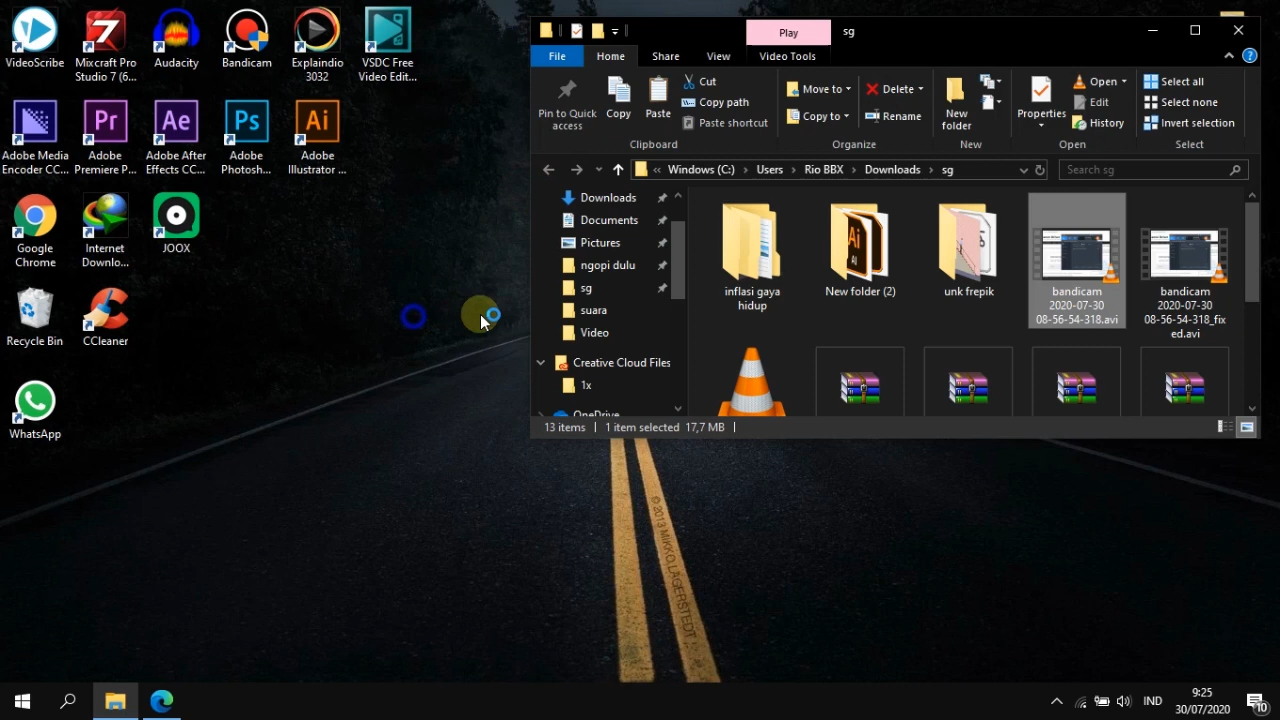 VideoScribe
Mixcraft Pro
Studio 7 (6...
Audacity
Bandicam
Explaindio
3032
VSDC Free
Video Edit...
Adobe Media
Encoder CC...
Adobe
Premiere P...
Adobe After
Effects CC...
Adobe
Photosh...
Adobe
Illustrator ...
Google
Chrome
Internet
Downlo...
JOOX
Recycle Bin
CCleaner
WhatsApp
Play
sg
File
Home
Share
View
Video Tools
Pin to Quick
access
Copy
Paste
Cut
Copy path
Paste shortcut
Clipboard
Move to
Copy to
Delete
Rename
Organize
New
folder
New
Properties
Open
Edit
History
Open
Select all
Select none
Invert selection
Select
« Windows (C:) › Users › Rio BBX › Downloads › sg
Search sg
Downloads
Documents
Pictures
ngopi dulu
sg
suara
Video
Creative Cloud Files
1x
OneDrive
inflasi gaya
hidup
New folder (2)
unk frepik
bandicam
2020-07-30
08-56-54-318.avi
bandicam
2020-07-30
08-56-54-318_fix
ed.avi
13 items
1 item selected 17,7 MB
© 2013 MIKKO LAGERSTEDT
IND
9:25
30/07/2020
10